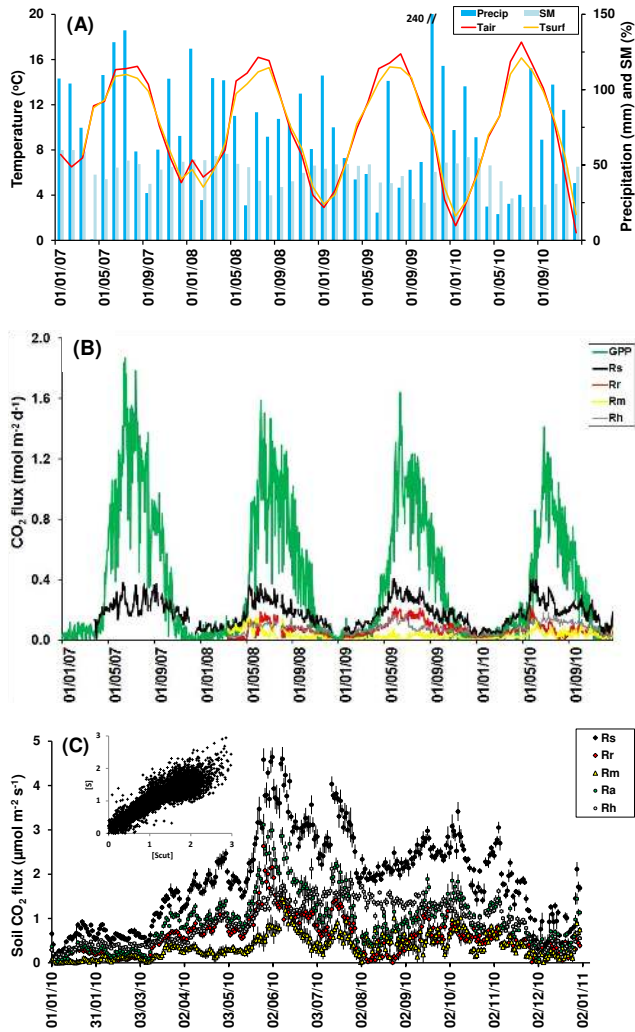 (A)
240 //
Precip
SM
Tair
Tsurf
Temperature (ºC)
20
16
12
8
4
0
Precipitation (mm) and SM (%)
150
100
50
0
01/01/07
01/05/07
01/09/07
01/01/08
01/05/08
01/09/08
01/01/09
01/05/09
01/09/09
01/01/10
01/05/10
01/09/10
(B)
GPP
Rs
Rr
Rm
Rh
CO2 flux (mol m-2 d-1)
2.0
1.6
1.2
0.8
0.4
0.0
01/01/07
01/05/07
01/09/07
01/01/08
01/05/08
01/09/08
01/01/09
01/05/09
01/09/09
01/01/10
01/05/10
01/09/10
(C)
Rs
Rr
Rm
Ra
Rh
[S]
3
2
1
0
0 1 2 3
[Scut]
Soil CO2 flux (µmol m-2 s-1)
5
4
3
2
1
0
01/01/10
31/01/10
03/03/10
02/04/10
03/05/10
02/06/10
03/07/10
02/08/10
02/09/10
02/10/10
02/11/10
02/12/10
02/01/11